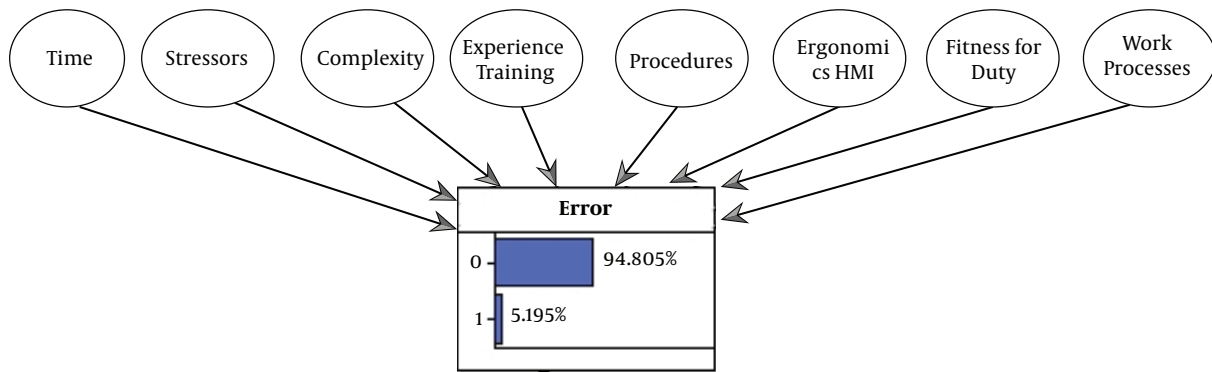 Time
Stressors
Complexity
Experience
Training
Procedures
Ergonomi
cs HMI
Fitness for
Duty
Work
Processes
Error
0 94.805%
1 5.195%